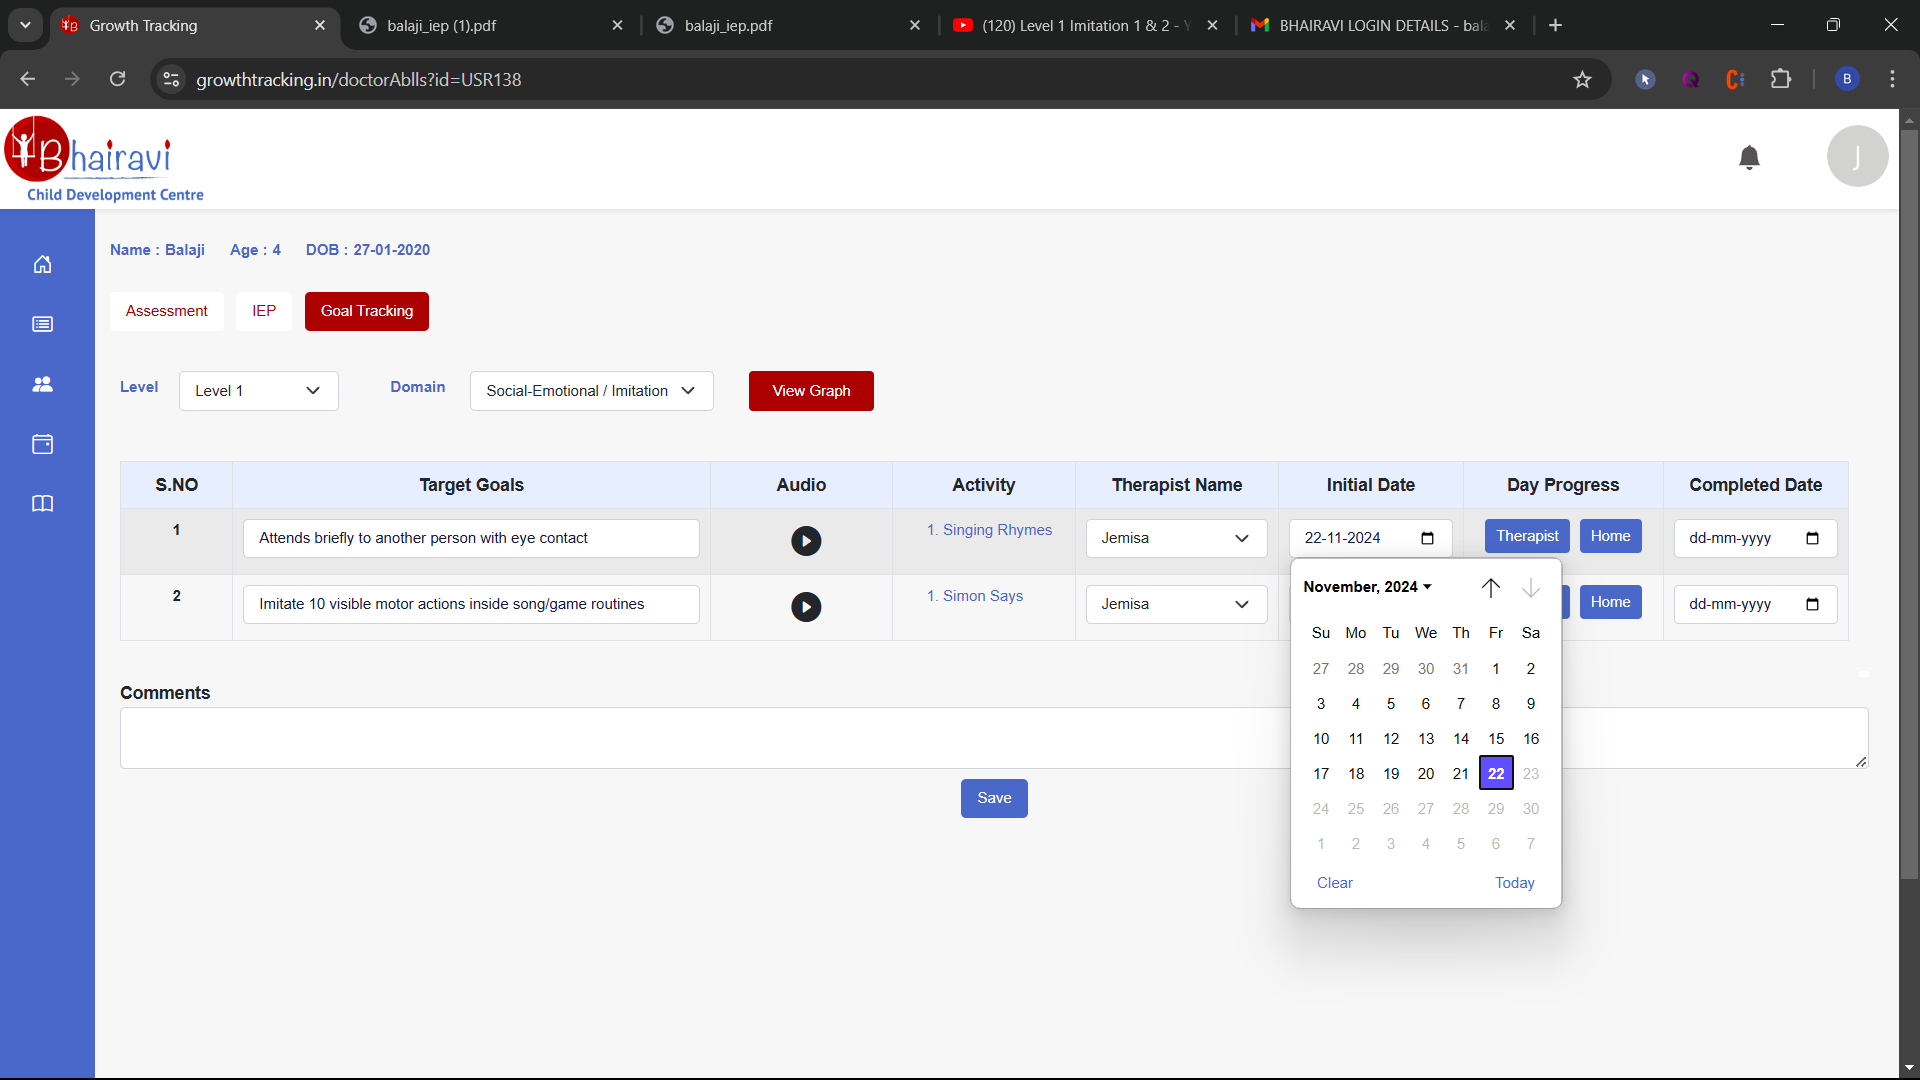 Growth Tracking
balaji_iep (1).pdf
balaji_iep.pdf
(120) Level 1 Imitation 1 & 2 -
BHAIRAVI LOGIN DETAILS - bala
growthtracking.in/doctorAblls?id=USR138
B
Bhairavi
Child Development Centre
J
Name : Balaji Age : 4 DOB : 27-01-2020
Assessment IEP Goal Tracking
Level Level 1 Domain Social-Emotional / Imitation View Graph
S.NO Target Goals Audio Activity Therapist Name Initial Date Day Progress Completed Date
1 Attends briefly to another person with eye contact 1. Singing Rhymes Jemisa 22-11-2024 Therapist Home dd-mm-yyyy
2 Imitate 10 visible motor actions inside song/game routines 1. Simon Says Jemisa Home dd-mm-yyyy
November, 2024
Su Mo Tu We Th Fr Sa
27 28 29 30 31 1 2
3 4 5 6 7 8 9
10 11 12 13 14 15 16
17 18 19 20 21 22 23
24 25 26 27 28 29 30
1 2 3 4 5 6 7
Clear Today
Comments
Save